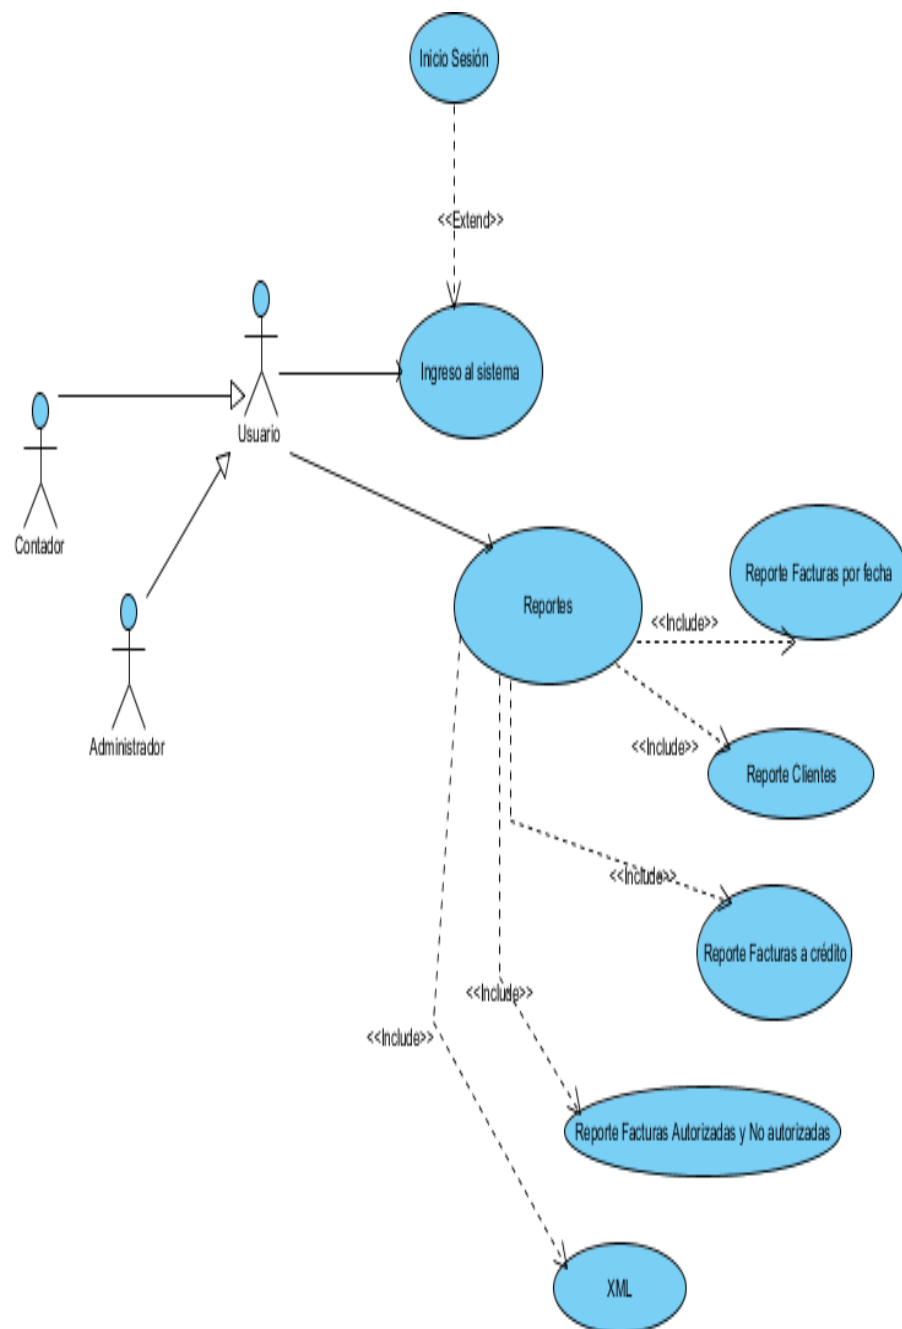 Inicio Sesión
<<Extend>>
Ingreso al sistema
Usuario
Contador
Reporte Facturas por fecha
Reportes
<<Include>>
Administrador
<<Include>>
Reporte Clientes
<<Include>>
Reporte Facturas a crédito
<<Include>>
<<Include>>
Reporte Facturas Autorizadas y No autorizadas
XML